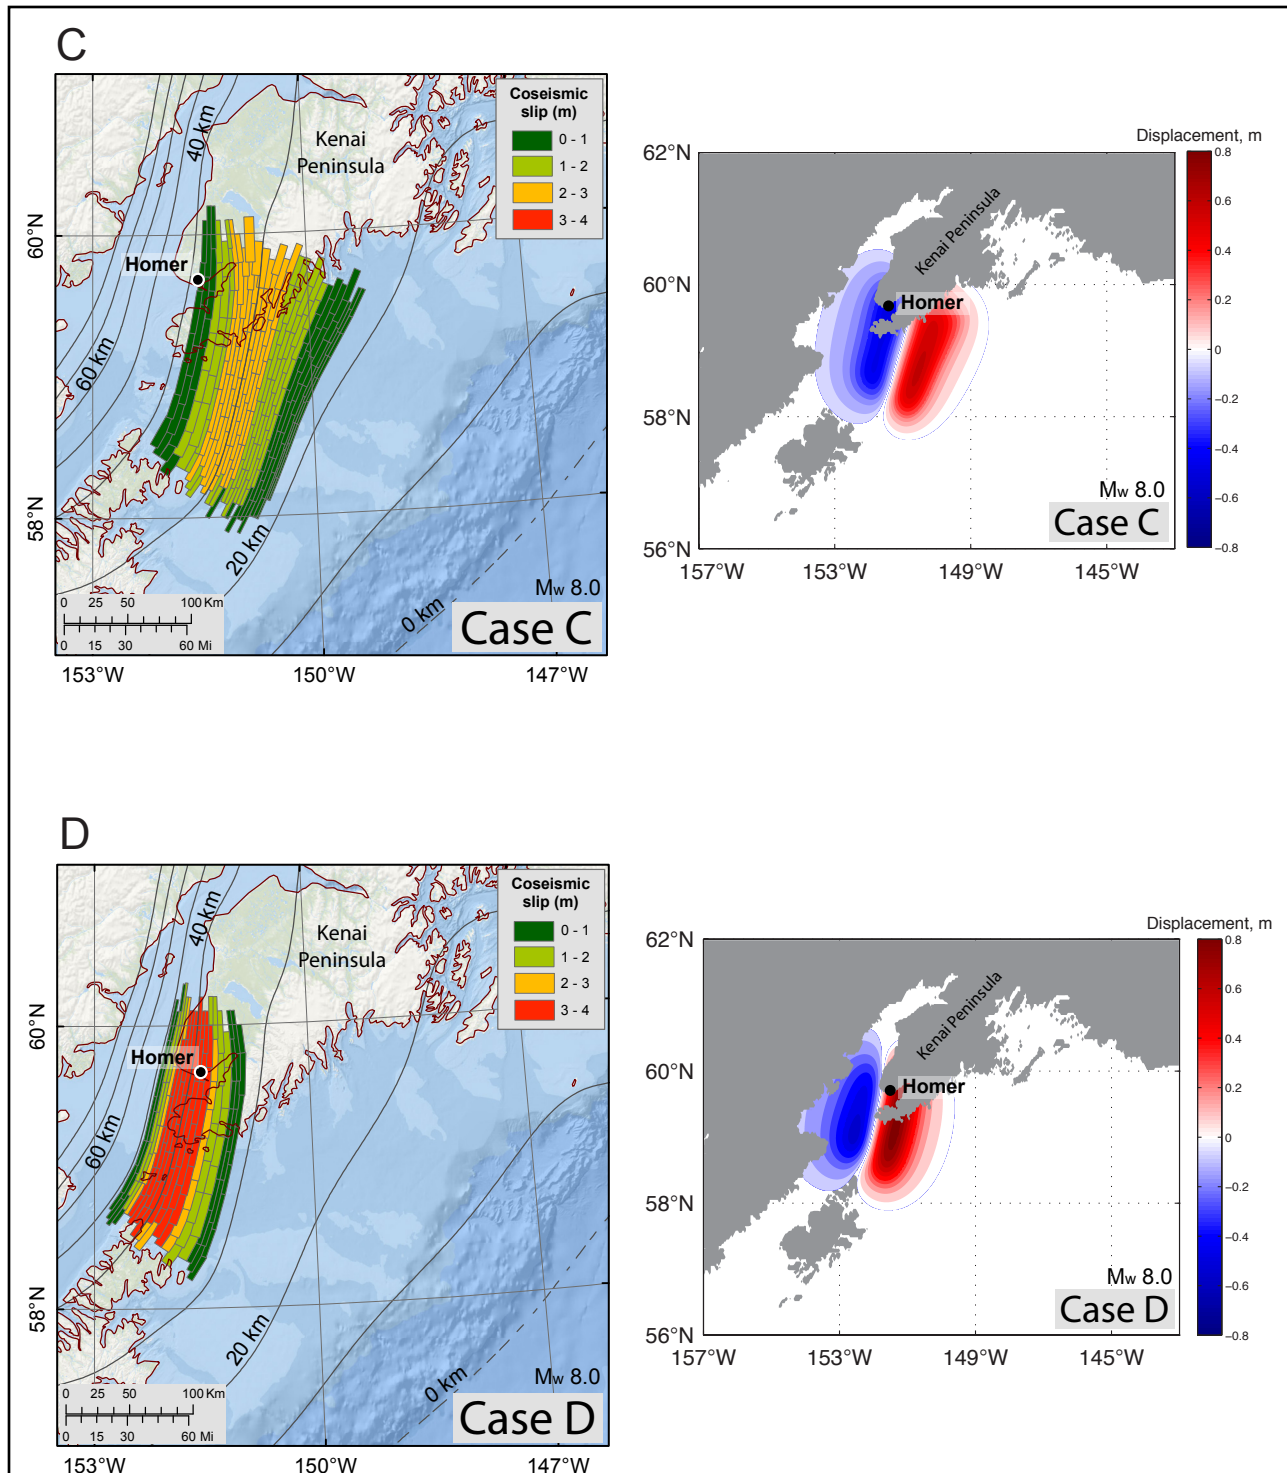 C
Coseismic
slip (m)
0 - 1
1 - 2
2 - 3
3 - 4
40 km
Kenai
Peninsula
60°N
Homer
60 km
58°N
20 km
0 km
Mw 8.0
Case C
0 25 50 100 Km
0 15 30 60 Mi
153°W 150°W 147°W
Displacement, m
62°N
60°N
58°N
56°N
Kenai Peninsula
Homer
Mw 8.0
Case C
157°W 153°W 149°W 145°W
0.8
0.6
0.4
0.2
0
−0.2
−0.4
−0.6
−0.8
D
Coseismic
slip (m)
0 - 1
1 - 2
2 - 3
3 - 4
40 km
Kenai
Peninsula
60°N
Homer
60 km
58°N
20 km
0 km
Mw 8.0
Case D
0 25 50 100 Km
0 15 30 60 Mi
153°W 150°W 147°W
Displacement, m
62°N
60°N
58°N
56°N
Kenai Peninsula
Homer
Mw 8.0
Case D
157°W 153°W 149°W 145°W
0.8
0.6
0.4
0.2
0
−0.2
−0.4
−0.6
−0.8